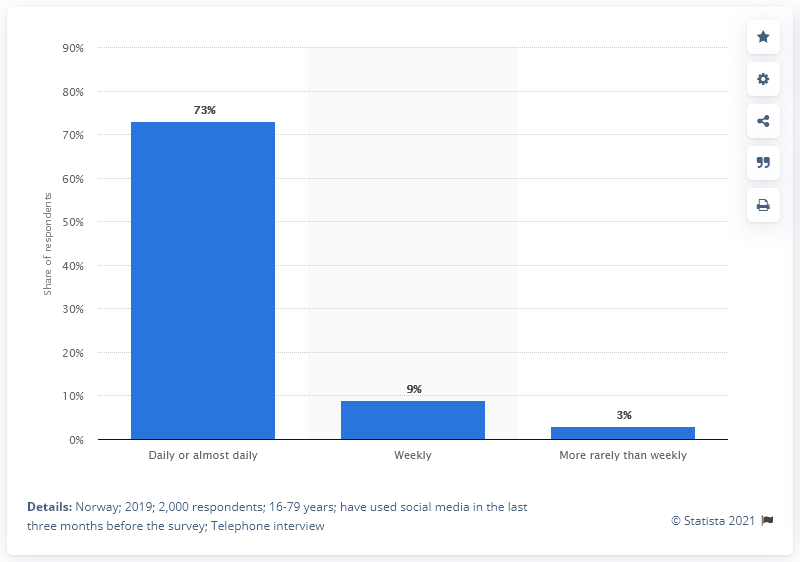 90%
80%
70%
60%
50%
40%
30%
20%
10%
0%
Share of respondents
73%
9%
3%
Daily or almost daily
Weekly
More rarely than weekly
Details: Norway; 2019; 2,000 respondents; 16-79 years; have used social media in the last
three months before the survey; Telephone interview
© Statista 2021